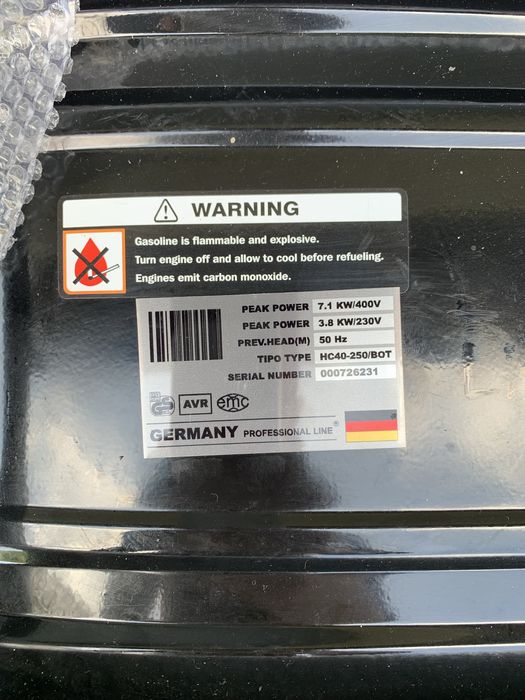 WARNING
Gasoline is flammable and explosive.
Turn engine off and allow to cool before refueling.
Engines emit carbon monoxide.
PEAK POWER 7.1 KW/400V
PEAK POWER 3.8 KW/230V
PREV.HEAD(M) 50 Hz
TIPO TYPE HC40-250/BOT
SERIAL NUMBER 000726231
AVR emc
GERMANY PROFESSIONAL LINE®